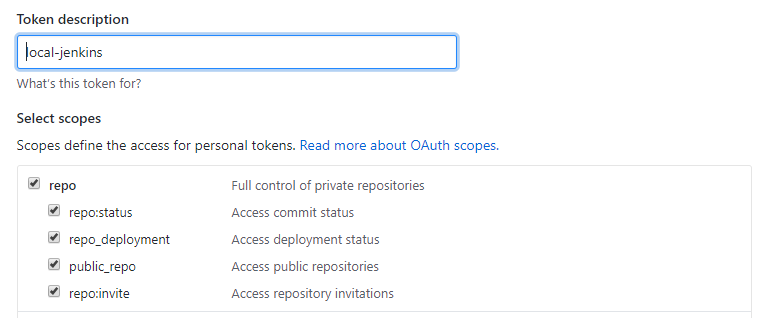 Token description
local-jenkins
What's this token for?
Select scopes
Scopes define the access for personal tokens. Read more about OAuth scopes.
repo Full control of private repositories
repo:status Access commit status
repo_deployment Access deployment status
public_repo Access public repositories
repo:invite Access repository invitations